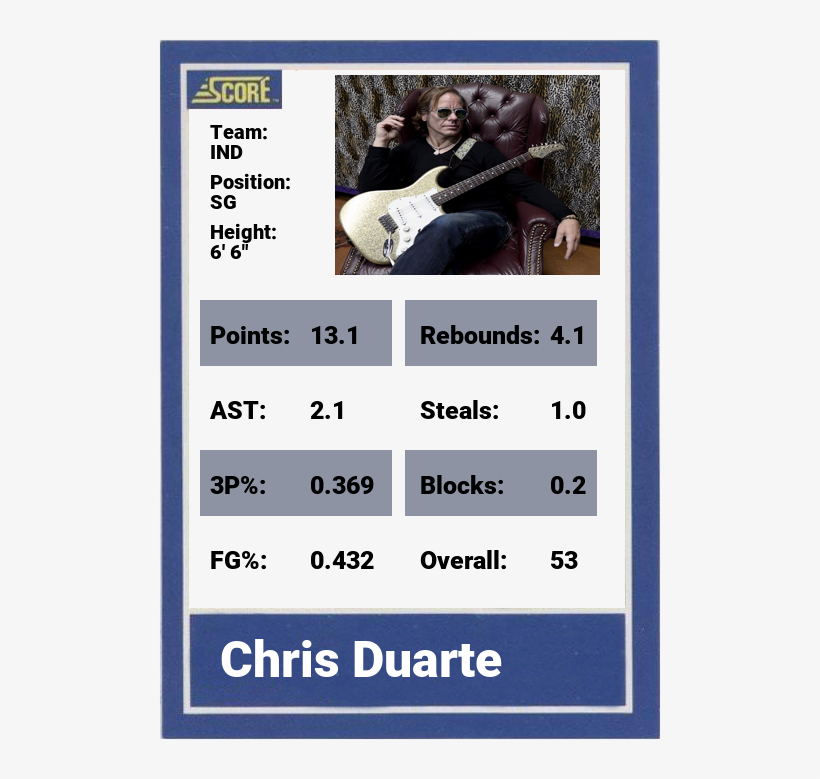 SCORE
Team:
IND
Position:
SG
Height:
6' 6"
Points: 13.1 Rebounds: 4.1
AST: 2.1 Steals: 1.0
3P%: 0.369 Blocks: 0.2
FG%: 0.432 Overall: 53
Chris Duarte